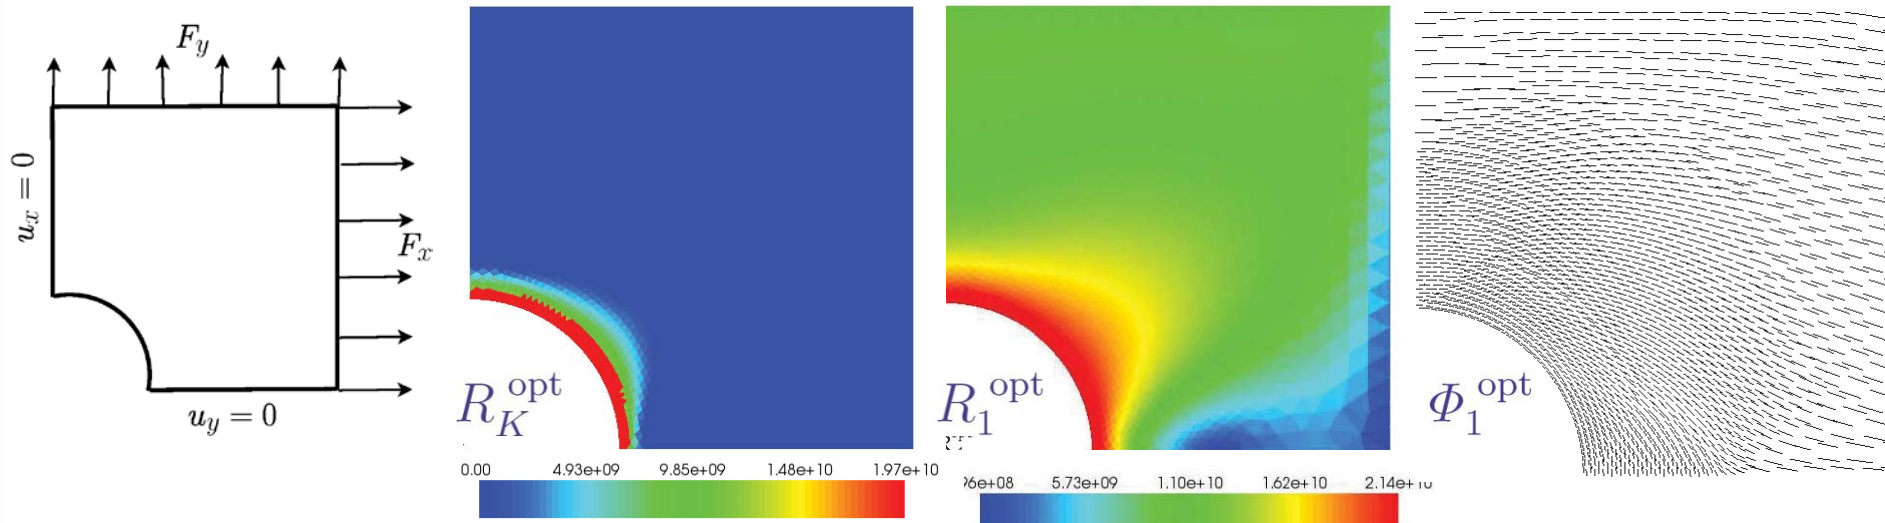 F_y
u_x = 0
F_x
u_y = 0
R_K^opt
0.00 4.93e+09 9.85e+09 1.48e+10 1.97e+10
R_1^opt
5.73e+09 1.10e+10 1.62e+10
Φ_1^opt